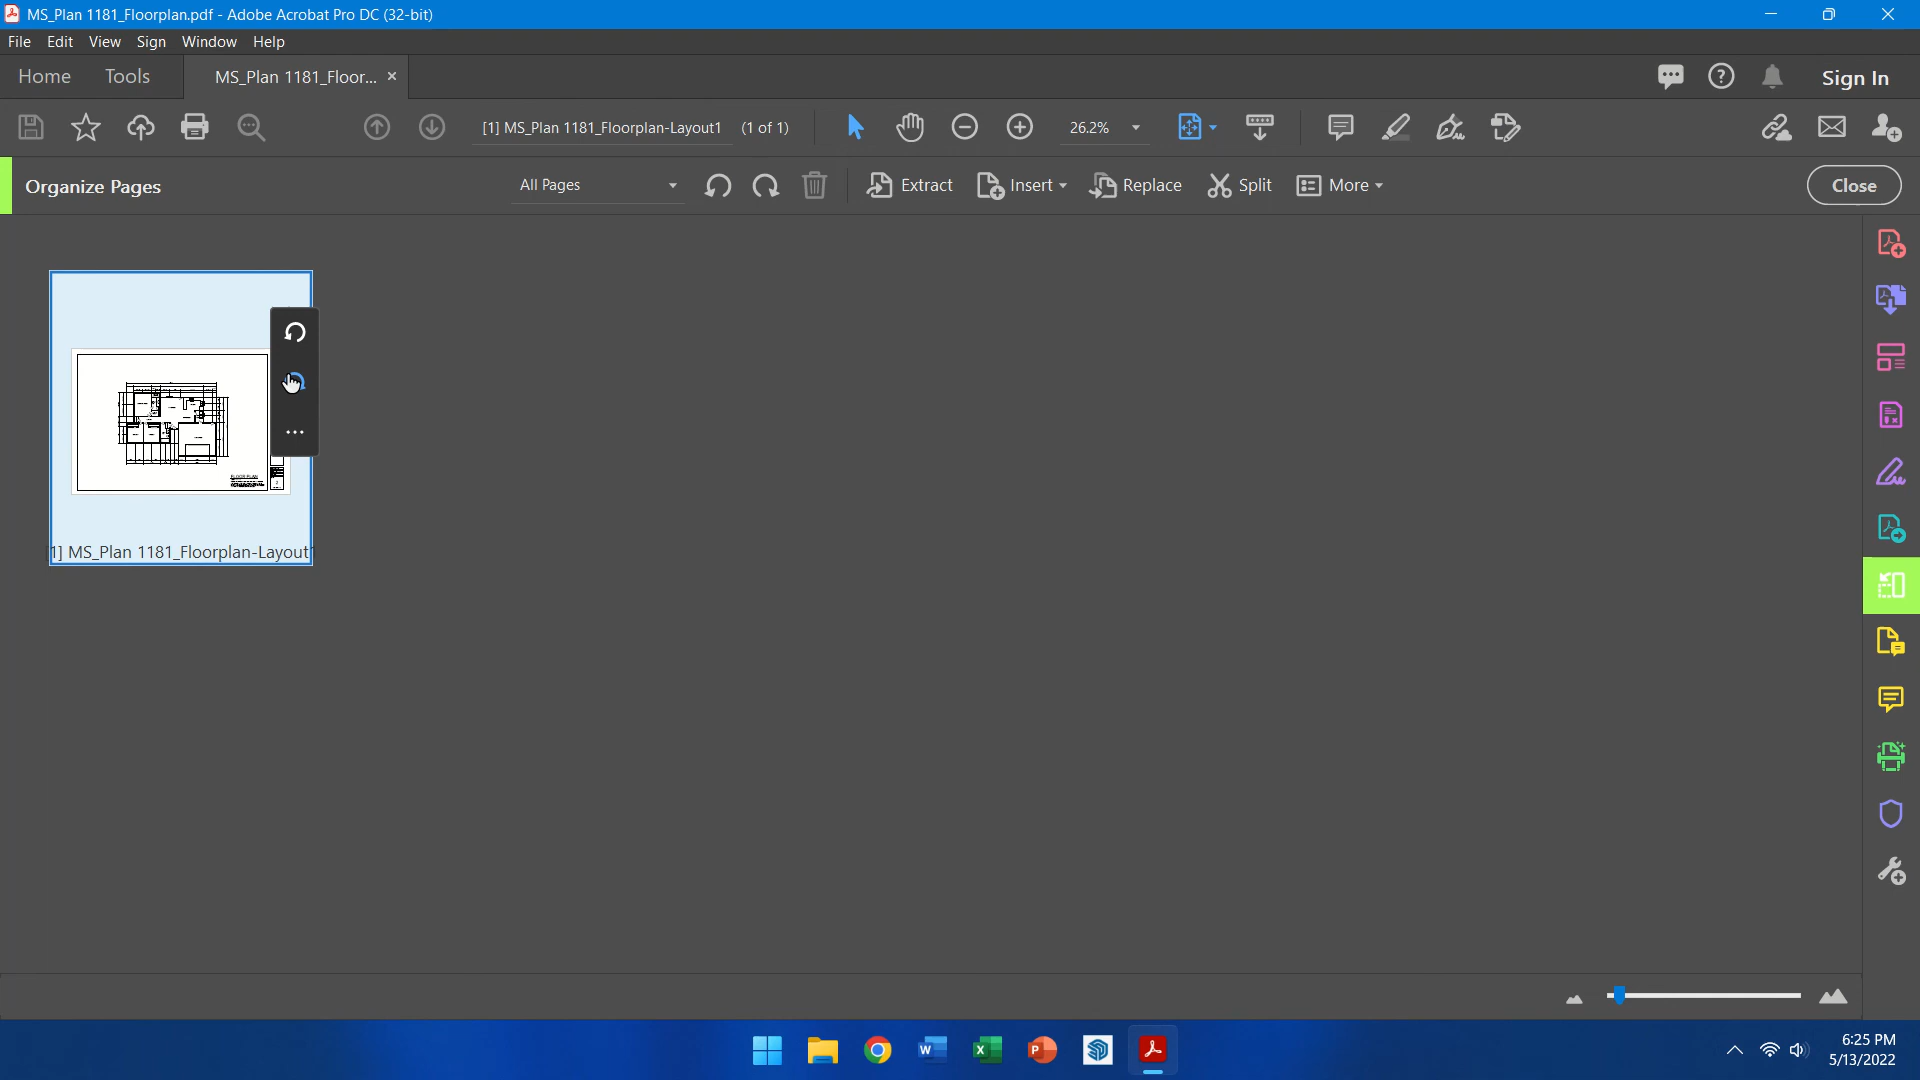 MS_Plan 1181_Floorplan.pdf - Adobe Acrobat Pro DC (32-bit)
File Edit View Sign Window Help
Home Tools MS_Plan 1181_Floor... Sign In
[1] MS_Plan 1181_Floorplan-Layout1 (1 of 1) 26.2%
Organize Pages All Pages Extract Insert Replace Split More Close
FLOOR PLAN
1] MS_Plan 1181_Floorplan-Layout1
6:25 PM
5/13/2022